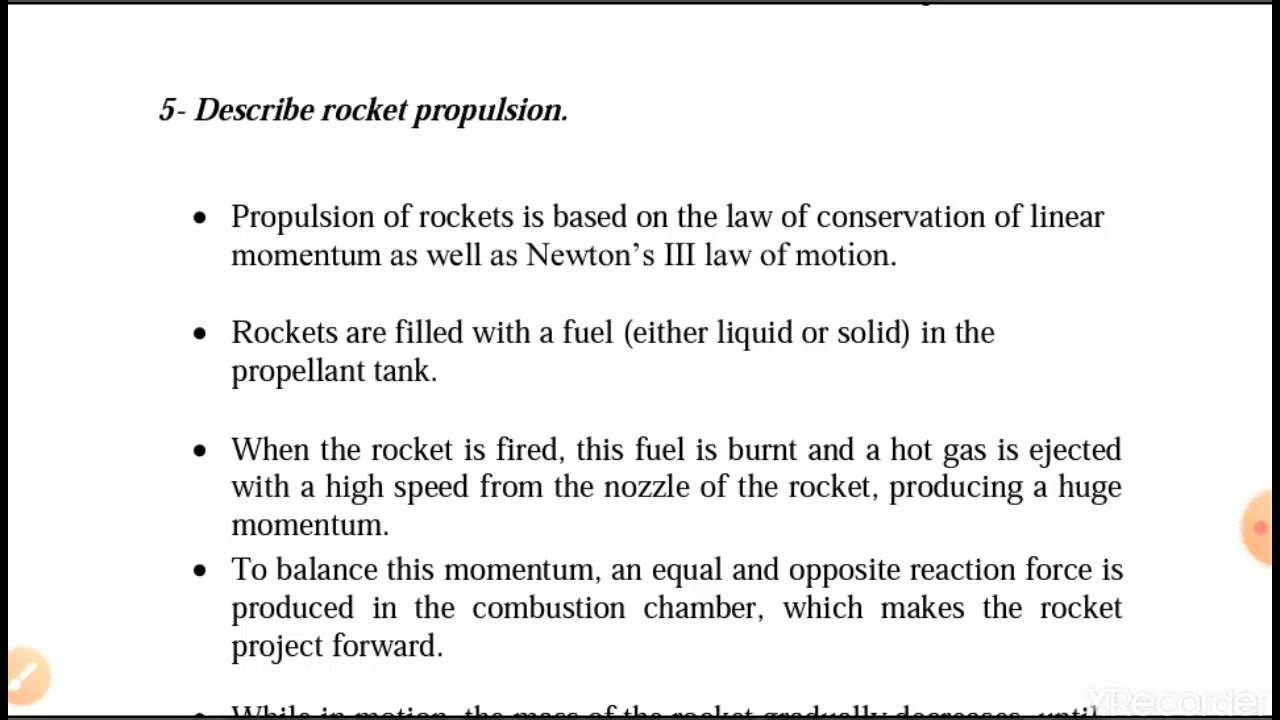 5- Describe rocket propulsion.
• Propulsion of rockets is based on the law of conservation of linear
momentum as well as Newton's III law of motion.
• Rockets are filled with a fuel (either liquid or solid) in the
propellant tank.
• When the rocket is fired, this fuel is burnt and a hot gas is ejected
with a high speed from the nozzle of the rocket, producing a huge
momentum.
• To balance this momentum, an equal and opposite reaction force is
produced in the combustion chamber, which makes the rocket
project forward.
• While in motion, the mass of the rocket gradually decreases, until
XRecorder